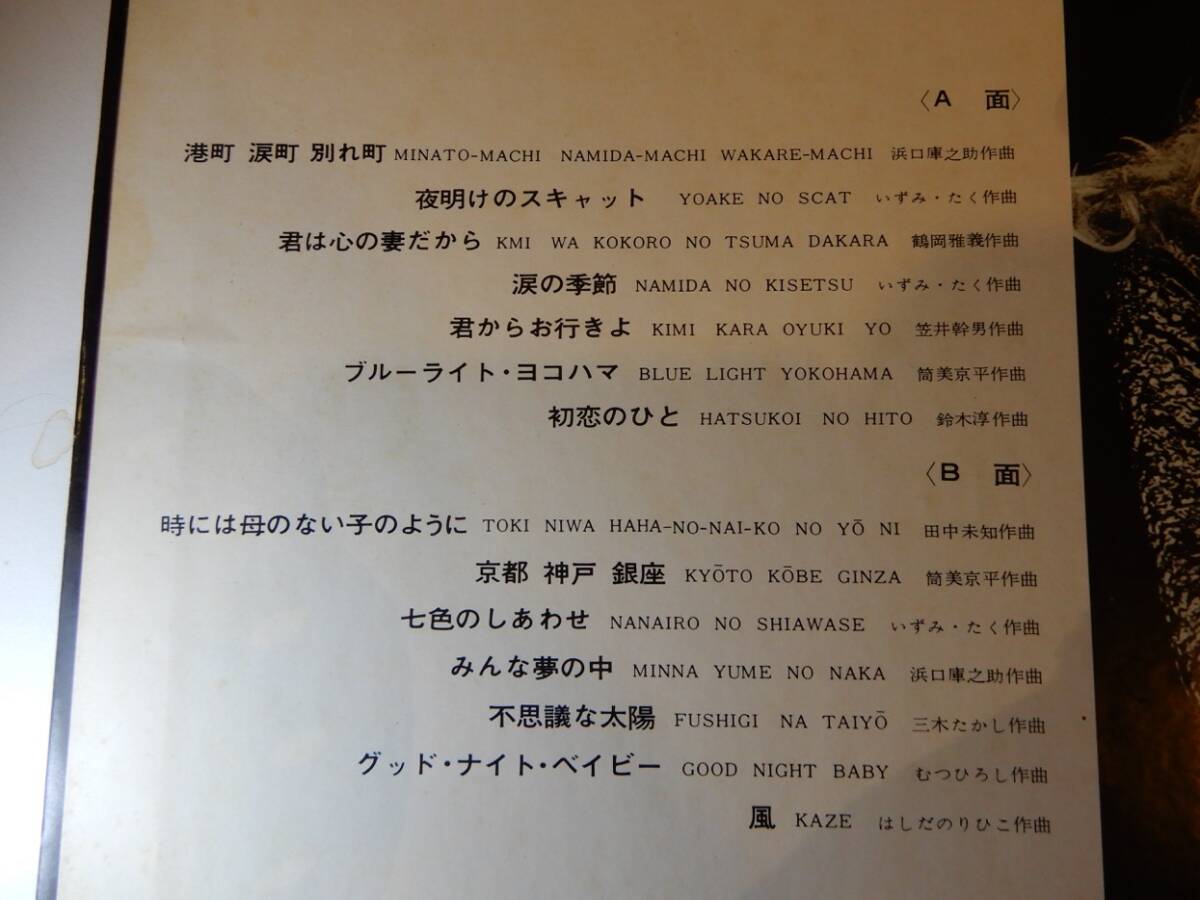 〈A 面〉
港町 涙町 別れ町 MINATO-MACHI NAMIDA-MACHI WAKARE-MACHI 浜口庫之助作曲
夜明けのスキャット YOAKE NO SCAT いずみ・たく作曲
君は心の妻だから KMI WA KOKORO NO TSUMA DAKARA 鶴岡雅義作曲
涙の季節 NAMIDA NO KISETSU いずみ・たく作曲
君からお行きよ KIMI KARA OYUKI YO 笠井幹男作曲
ブルーライト・ヨコハマ BLUE LIGHT YOKOHAMA 筒美京平作曲
初恋のひと HATSUKOI NO HITO 鈴木淳作曲
〈B 面〉
時には母のない子のように TOKI NIWA HAHA-NO-NAI-KO NO YŌ NI 田中未知作曲
京都 神戸 銀座 KYŌTO KŌBE GINZA 筒美京平作曲
七色のしあわせ NANAIRO NO SHIAWASE いずみ・たく作曲
みんな夢の中 MINNA YUME NO NAKA 浜口庫之助作曲
不思議な太陽 FUSHIGI NA TAIYŌ 三木たかし作曲
グッド・ナイト・ベイビー GOOD NIGHT BABY むつひろし作曲
風 KAZE はしだのりひこ作曲